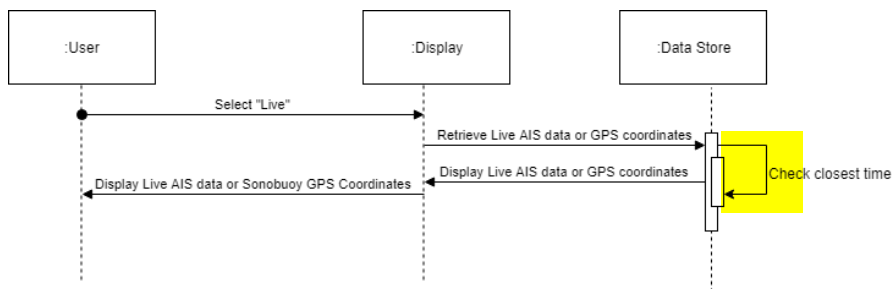 :User
:Display
:Data Store
Select "Live"
Retrieve Live AIS data or GPS coordinates
Check closest time
Display Live AIS data or GPS coordinates
Display Live AIS data or Sonobuoy GPS Coordinates